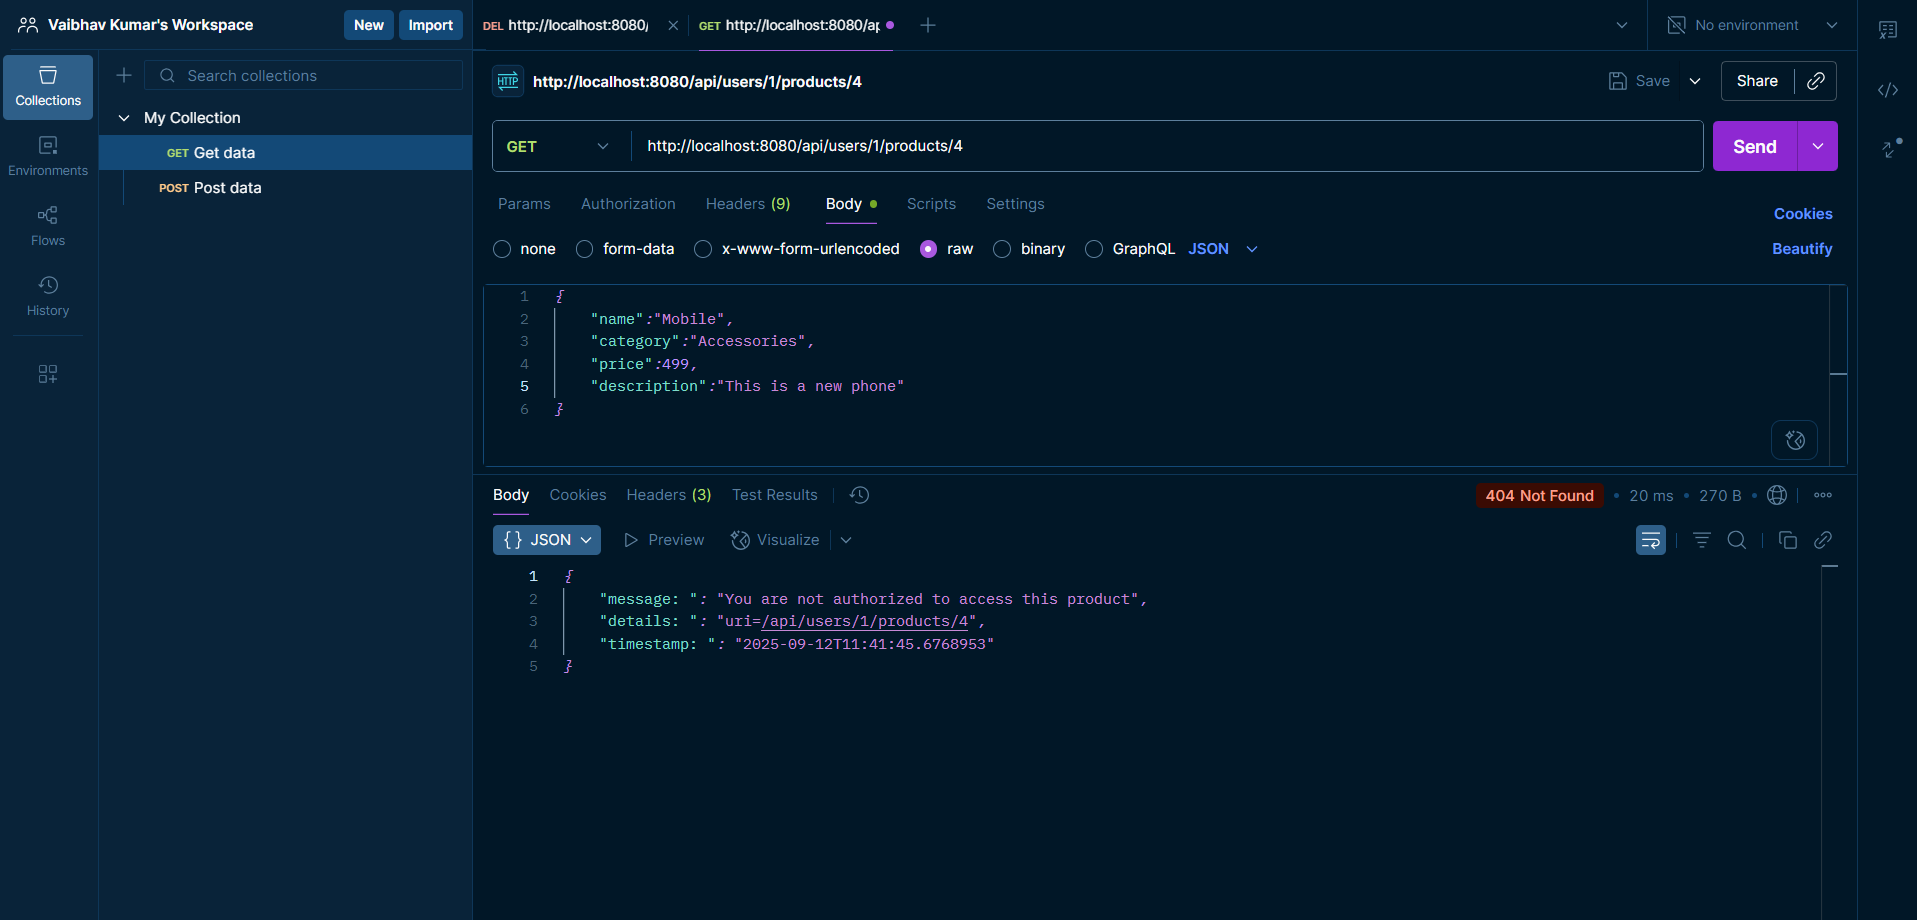 Vaibhav Kumar's Workspace
New
Import
DEL http://localhost:8080/
GET http://localhost:8080/ap
No environment
Collections
Environments
Flows
History
Search collections
My Collection
GET Get data
POST Post data
HTTP http://localhost:8080/api/users/1/products/4
Save
Share
GET http://localhost:8080/api/users/1/products/4
Send
Params Authorization Headers (9) Body Scripts Settings
Cookies
none form-data x-www-form-urlencoded raw binary GraphQL JSON
Beautify
1 {
2 "name":"Mobile",
3 "category":"Accessories",
4 "price":499,
5 "description":"This is a new phone"
6 }
Body Cookies Headers (3) Test Results
404 Not Found • 20 ms • 270 B •
{} JSON Preview Visualize
1 {
2 "message: ": "You are not authorized to access this product",
3 "details: ": "uri=/api/users/1/products/4",
4 "timestamp: ": "2025-09-12T11:41:45.6768953"
5 }